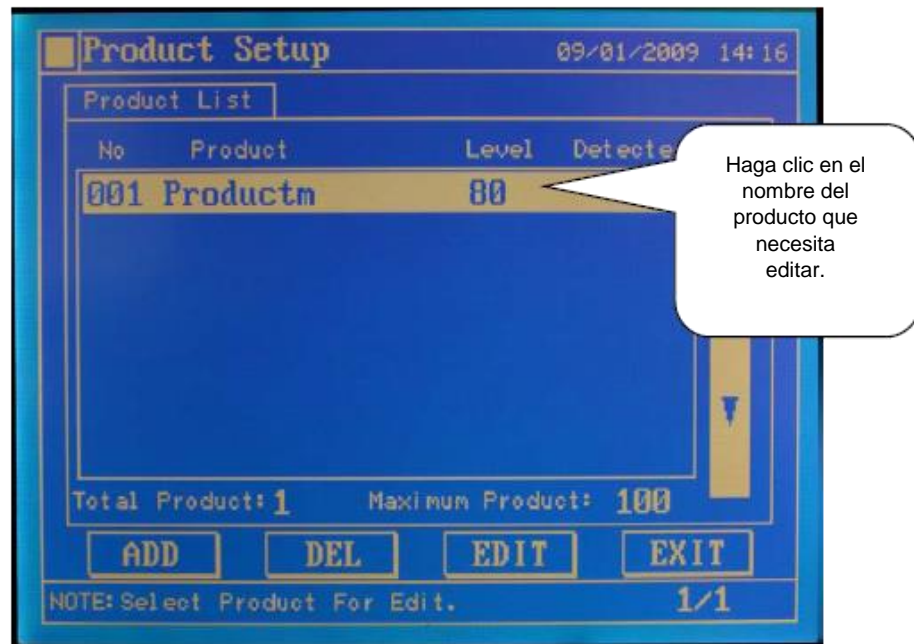 Product Setup 09/01/2009 14:16
Product List
No Product Level Detecte
001 Productm 80
Haga clic en el
nombre del
producto que
necesita
editar.
Total Product: 1 Maximum Product: 100
ADD DEL EDIT EXIT
NOTE: Select Product For Edit. 1/1